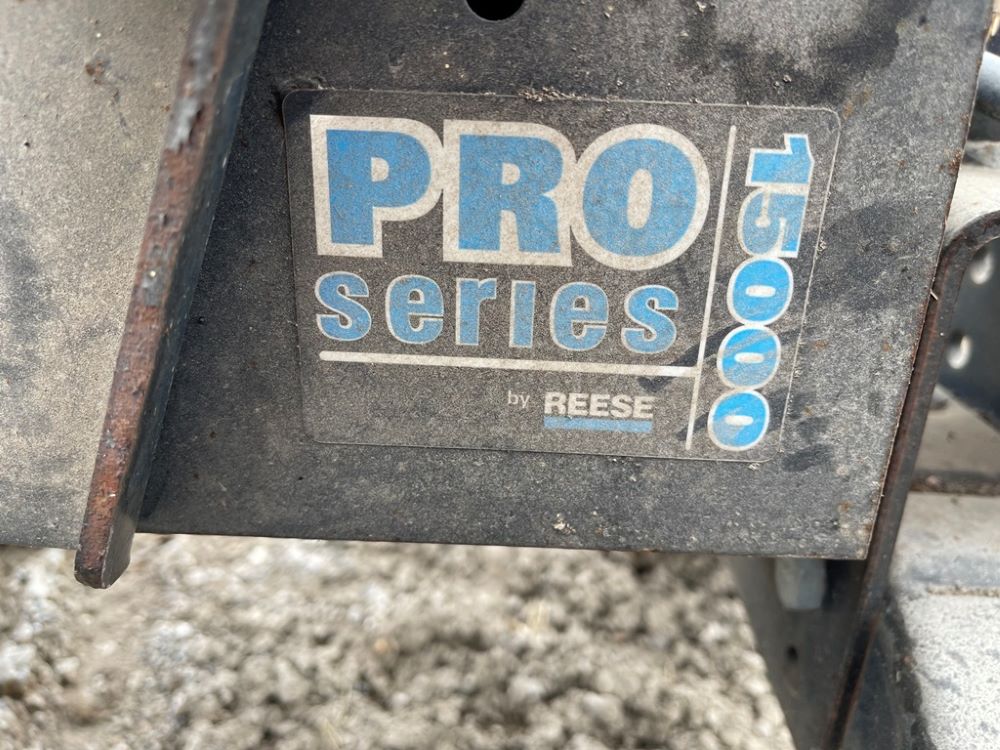 PRO
series
by REESE
15000